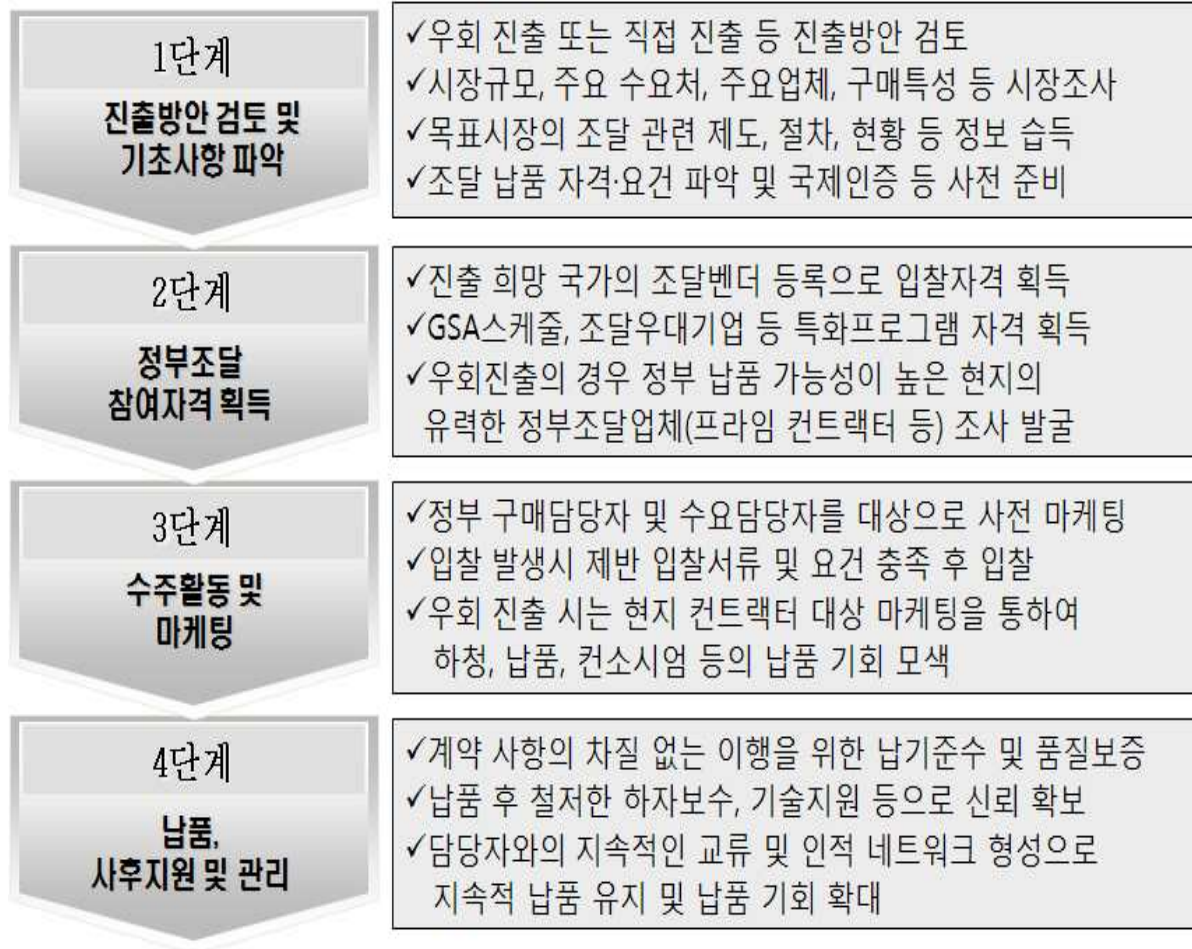 1단계
진출방안 검토 및
기초사항 파악
✓우회 진출 또는 직접 진출 등 진출방안 검토
✓시장규모, 주요 수요처, 주요업체, 구매특성 등 시장조사
✓목표시장의 조달 관련 제도, 절차, 현황 등 정보 습득
✓조달 납품 자격·요건 파악 및 국제인증 등 사전 준비
2단계
정부조달
참여자격 획득
✓진출 희망 국가의 조달벤더 등록으로 입찰자격 획득
✓GSA스케줄, 조달우대기업 등 특화프로그램 자격 획득
✓우회진출의 경우 정부 납품 가능성이 높은 현지의
유력한 정부조달업체(프라임 컨트랙터 등) 조사 발굴
3단계
수주활동 및
마케팅
✓정부 구매담당자 및 수요담당자를 대상으로 사전 마케팅
✓입찰 발생시 제반 입찰서류 및 요건 충족 후 입찰
✓우회 진출 시는 현지 컨트랙터 대상 마케팅을 통하여
하청, 납품, 컨소시엄 등의 납품 기회 모색
4단계
납품,
사후지원 및 관리
✓계약 사항의 차질 없는 이행을 위한 납기준수 및 품질보증
✓납품 후 철저한 하자보수, 기술지원 등으로 신뢰 확보
✓담당자와의 지속적인 교류 및 인적 네트워크 형성으로
지속적 납품 유지 및 납품 기회 확대